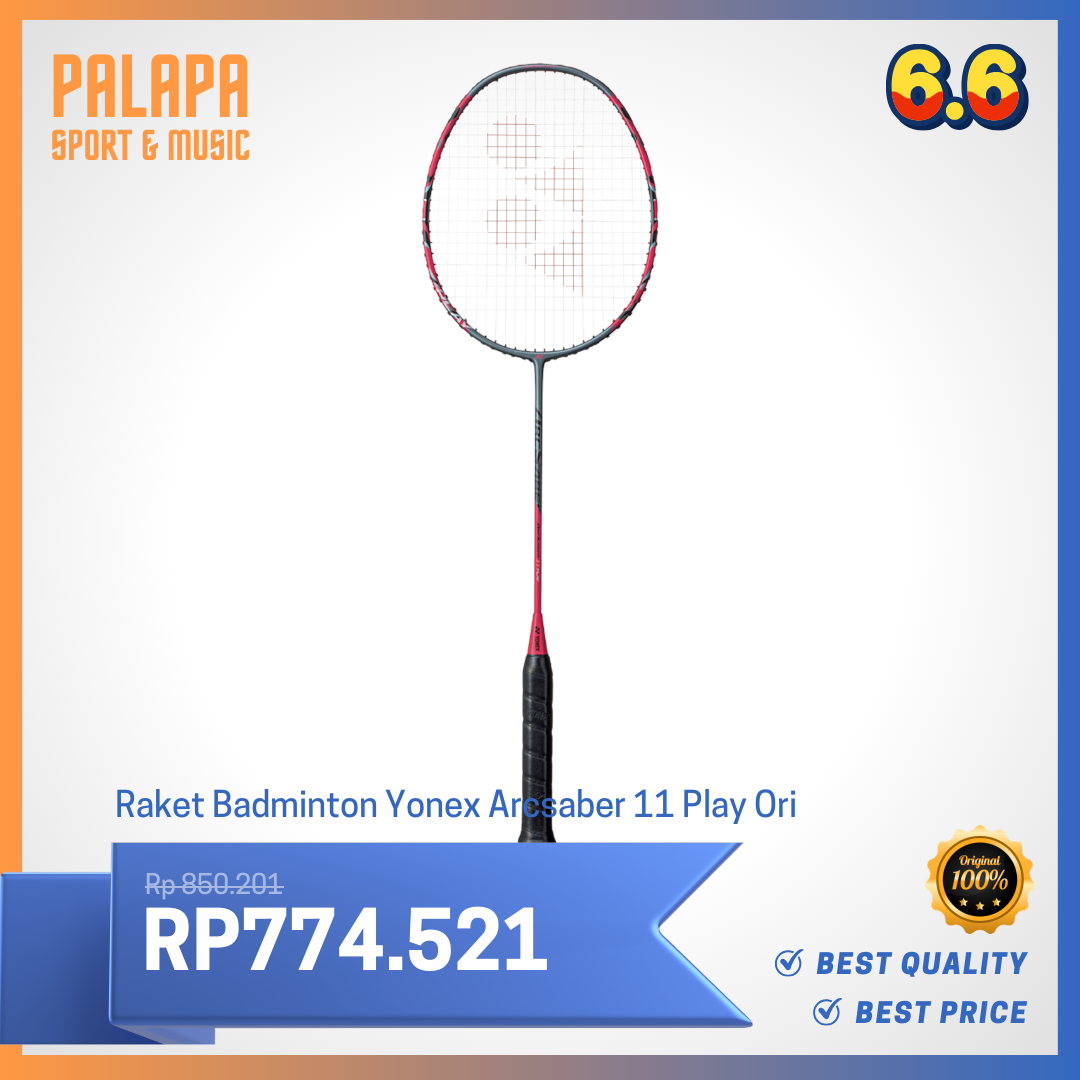 PALAPA
SPORT & MUSIC
6.6
PLAY
Raket Badminton Yonex Arcsaber 11 Play Ori
Rp 850.201
RP774.521
Original
100%
BEST QUALITY
BEST PRICE